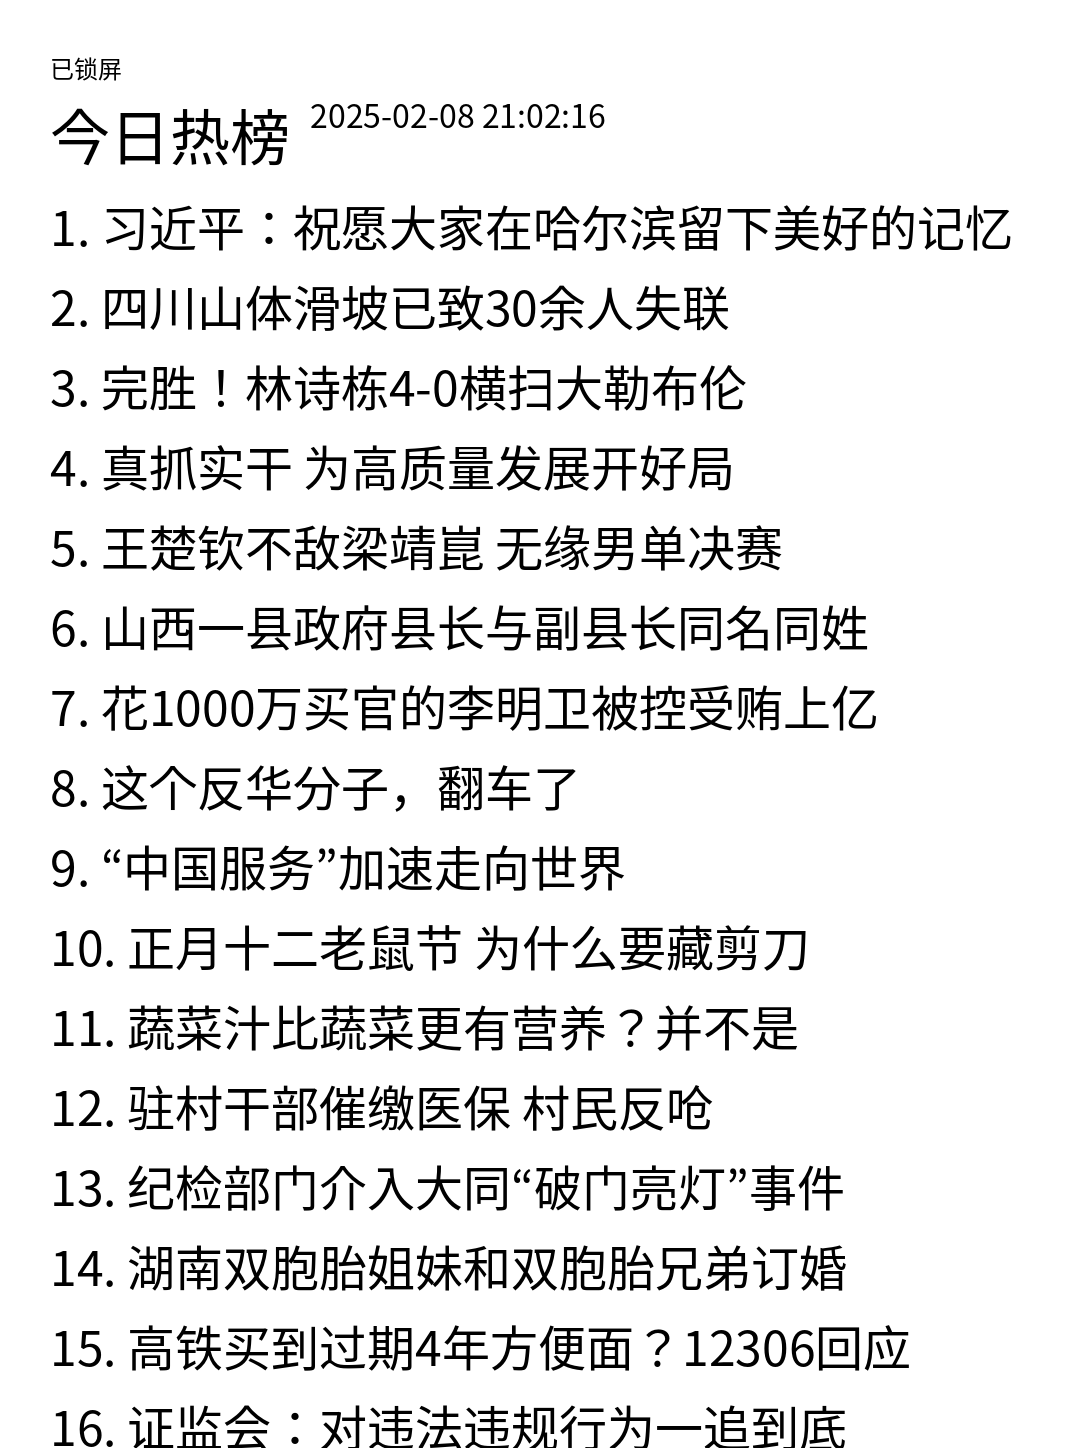 已锁屏
今日热榜 2025-02-08 21:02:16
1. 习近平：祝愿大家在哈尔滨留下美好的记忆
2. 四川山体滑坡已致30余人失联
3. 完胜！林诗栋4-0横扫大勒布伦
4. 真抓实干 为高质量发展开好局
5. 王楚钦不敌梁靖崑 无缘男单决赛
6. 山西一县政府县长与副县长同名同姓
7. 花1000万买官的李明卫被控受贿上亿
8. 这个反华分子，翻车了
9. “中国服务”加速走向世界
10. 正月十二老鼠节 为什么要藏剪刀
11. 蔬菜汁比蔬菜更有营养？并不是
12. 驻村干部催缴医保 村民反呛
13. 纪检部门介入大同“破门亮灯”事件
14. 湖南双胞胎姐妹和双胞胎兄弟订婚
15. 高铁买到过期4年方便面？12306回应
16. 证监会：对违法违规行为一追到底